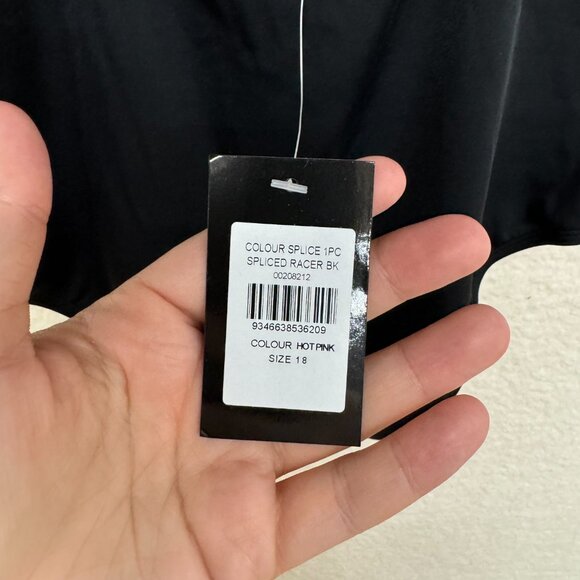 COLOUR SPLICE 1PC
SPLICED RACER BK
00208212
9346638536209
COLOUR HOT PINK
SIZE 18